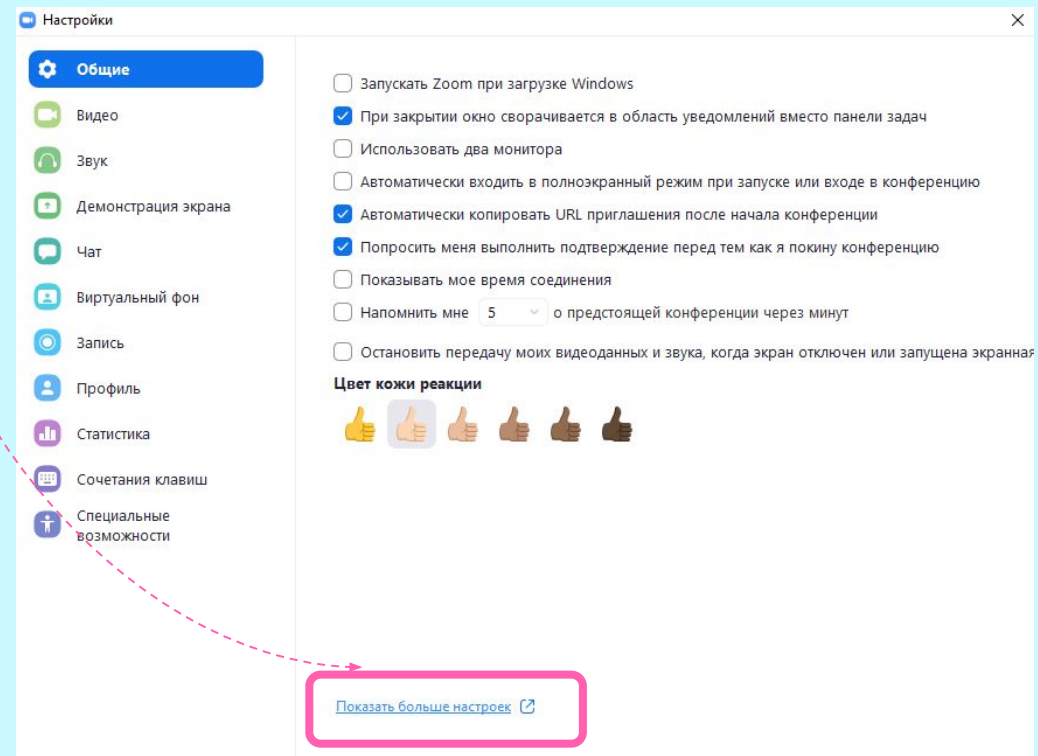 Настройки
Общие
Видео
Звук
Демонстрация экрана
Чат
Виртуальный фон
Запись
Профиль
Статистика
Сочетания клавиш
Специальные
возможности
Запускать Zoom при загрузке Windows
При закрытии окно сворачивается в область уведомлений вместо панели задач
Использовать два монитора
Автоматически входить в полноэкранный режим при запуске или входе в конференцию
Автоматически копировать URL приглашения после начала конференции
Попросить меня выполнить подтверждение перед тем как я покину конференцию
Показывать мое время соединения
Напомнить мне 5 о предстоящей конференции через минут
Остановить передачу моих видеоданных и звука, когда экран отключен или запущена экранная
Цвет кожи реакции
Показать больше настроек